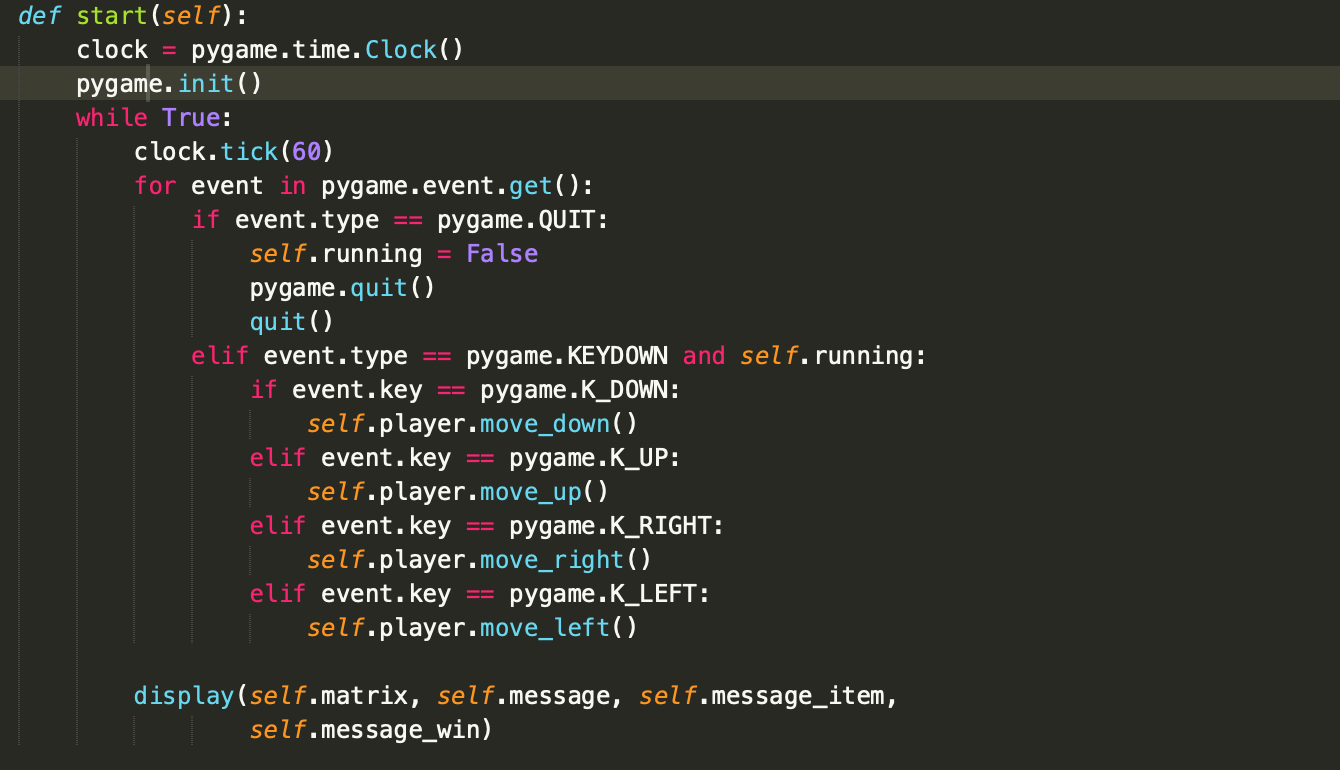 def start(self):
    clock = pygame.time.Clock()
    pygame.init()
    while True:
        clock.tick(60)
        for event in pygame.event.get():
            if event.type == pygame.QUIT:
                self.running = False
                pygame.quit()
                quit()
            elif event.type == pygame.KEYDOWN and self.running:
                if event.key == pygame.K_DOWN:
                    self.player.move_down()
                elif event.key == pygame.K_UP:
                    self.player.move_up()
                elif event.key == pygame.K_RIGHT:
                    self.player.move_right()
                elif event.key == pygame.K_LEFT:
                    self.player.move_left()

        display(self.matrix, self.message, self.message_item,
                self.message_win)